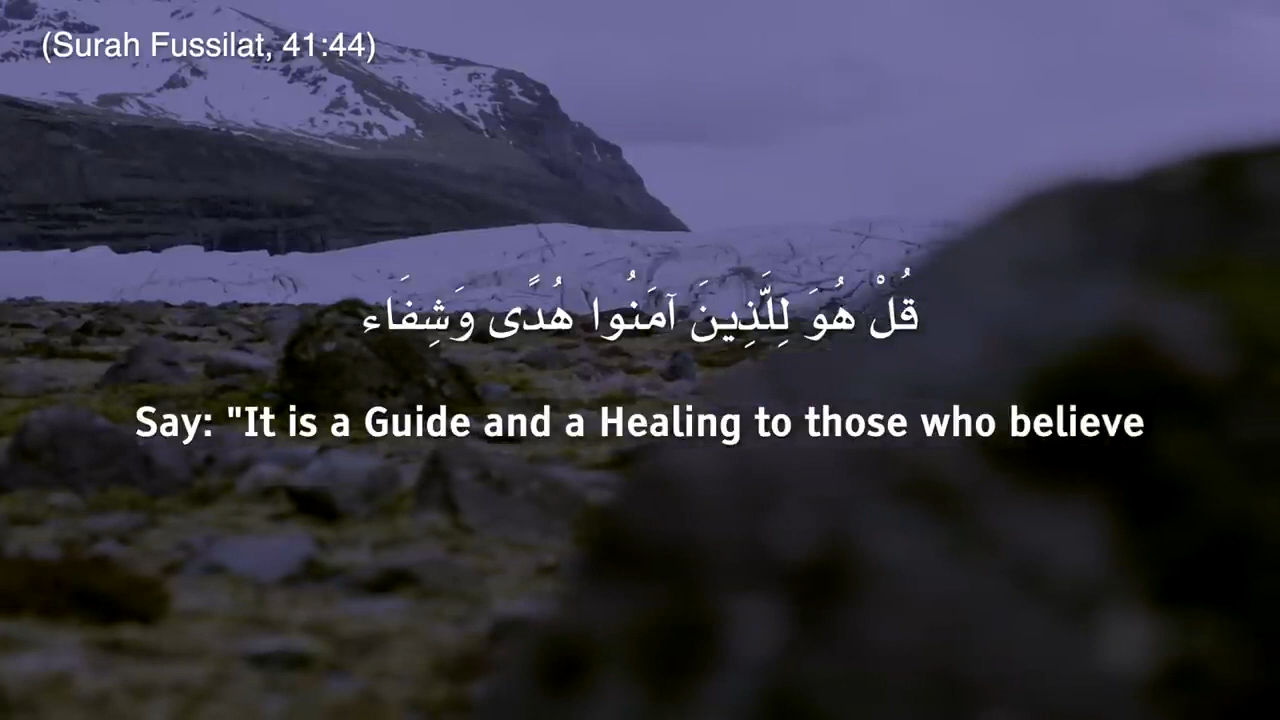 (Surah Fussilat, 41:44)
قُلْ هُوَ لِلَّذِينَ آمَنُوا هُدًى وَشِفَاء
Say: "It is a Guide and a Healing to those who believe